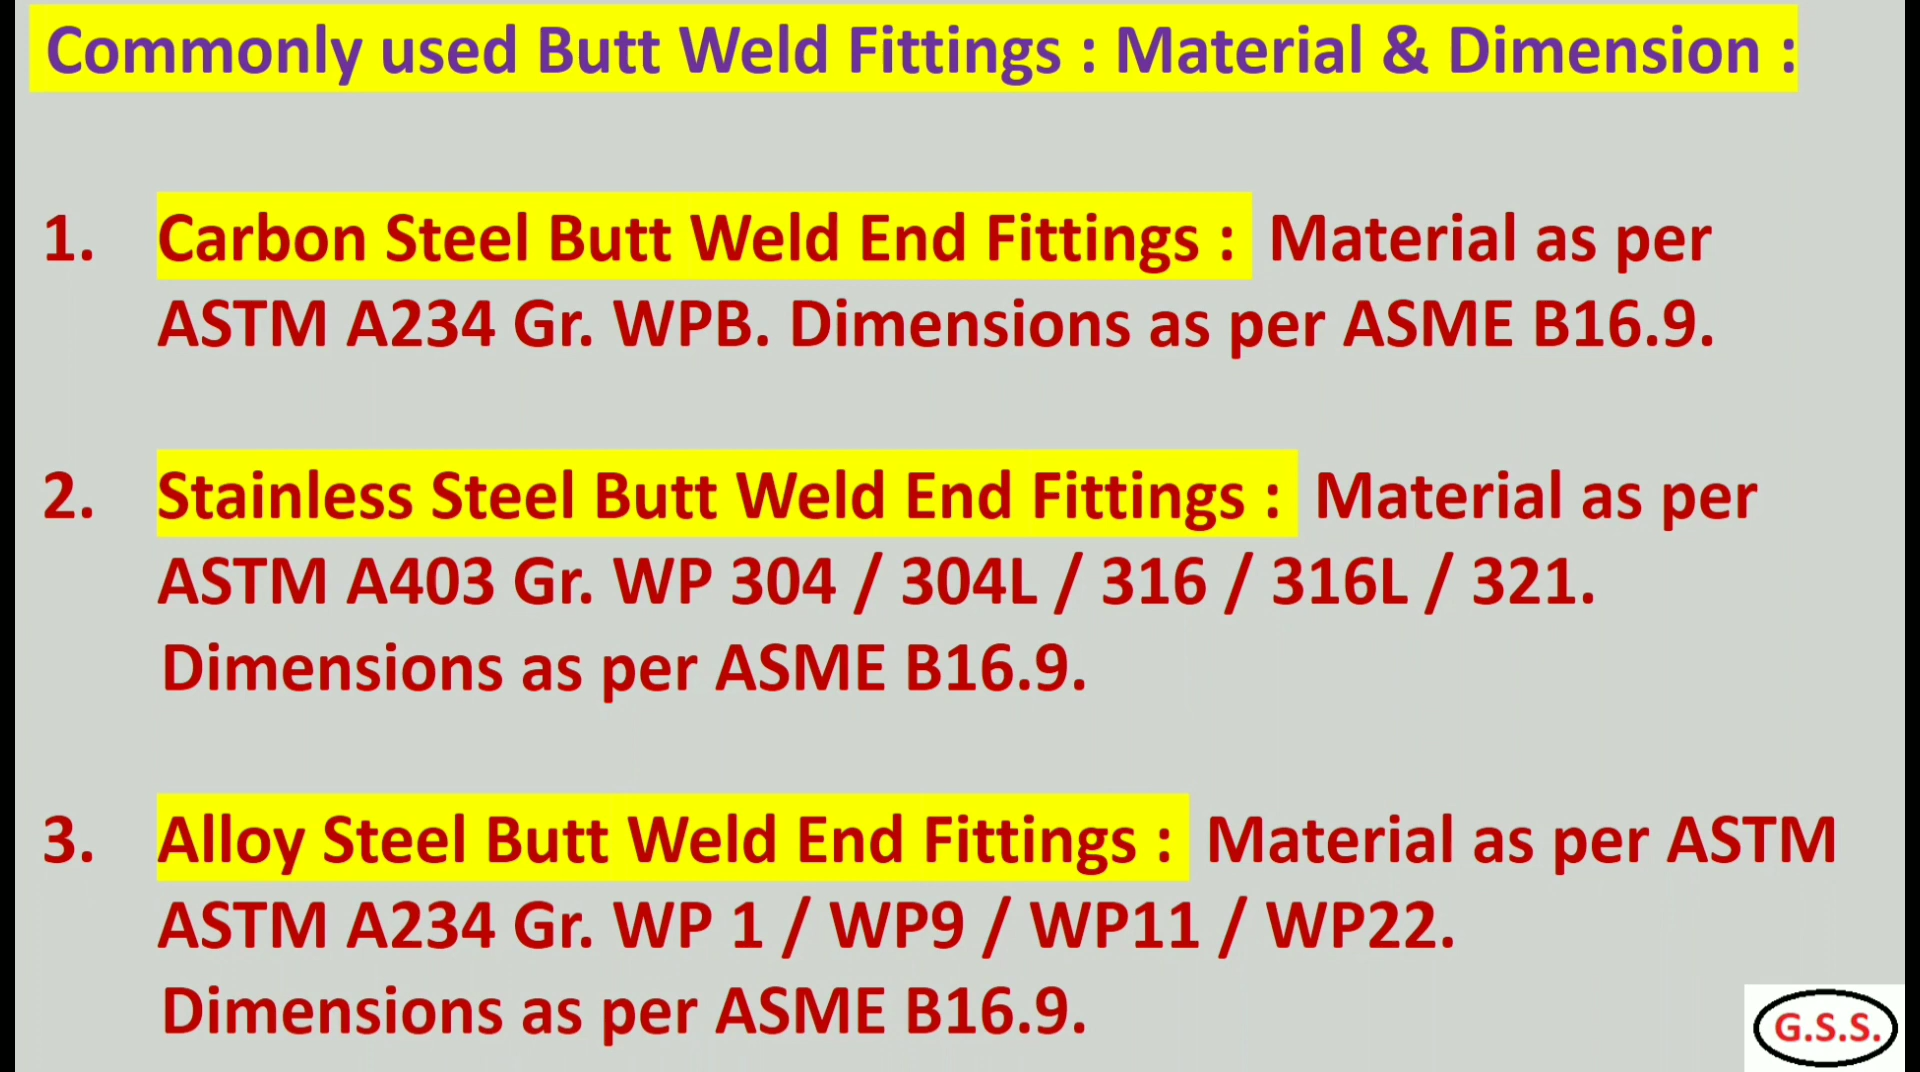 Commonly used Butt Weld Fittings : Material & Dimension :
1. Carbon Steel Butt Weld End Fittings : Material as per
ASTM A234 Gr. WPB. Dimensions as per ASME B16.9.
2. Stainless Steel Butt Weld End Fittings : Material as per
ASTM A403 Gr. WP 304 / 304L / 316 / 316L / 321.
Dimensions as per ASME B16.9.
3. Alloy Steel Butt Weld End Fittings : Material as per ASTM
ASTM A234 Gr. WP 1 / WP9 / WP11 / WP22.
Dimensions as per ASME B16.9.
G.S.S.